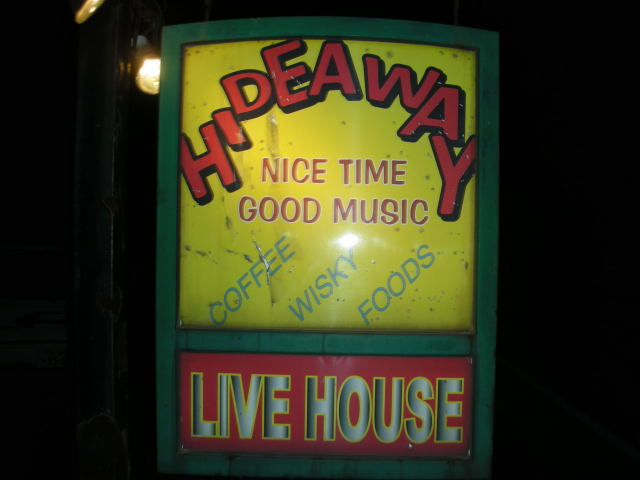 HIDEAWAY
NICE TIME
GOOD MUSIC
COFFEE WISKY FOODS
LIVE HOUSE